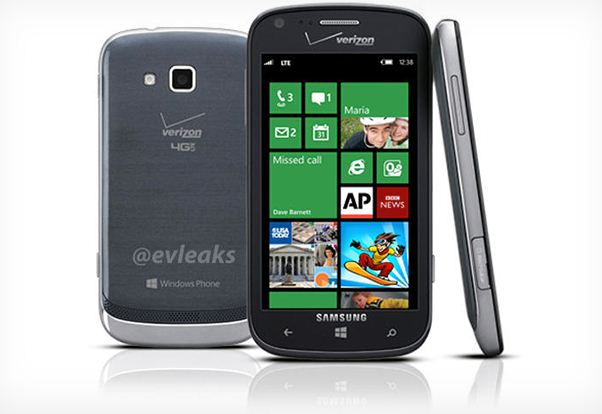 verizon
4G LTE
@evleaks
Windows Phone
verizon
LTE
12:38
3
1
Maria
2
31
Missed call
Dave Barnett
AP
BBC
NEWS
USA
TODAY
SAMSUNG